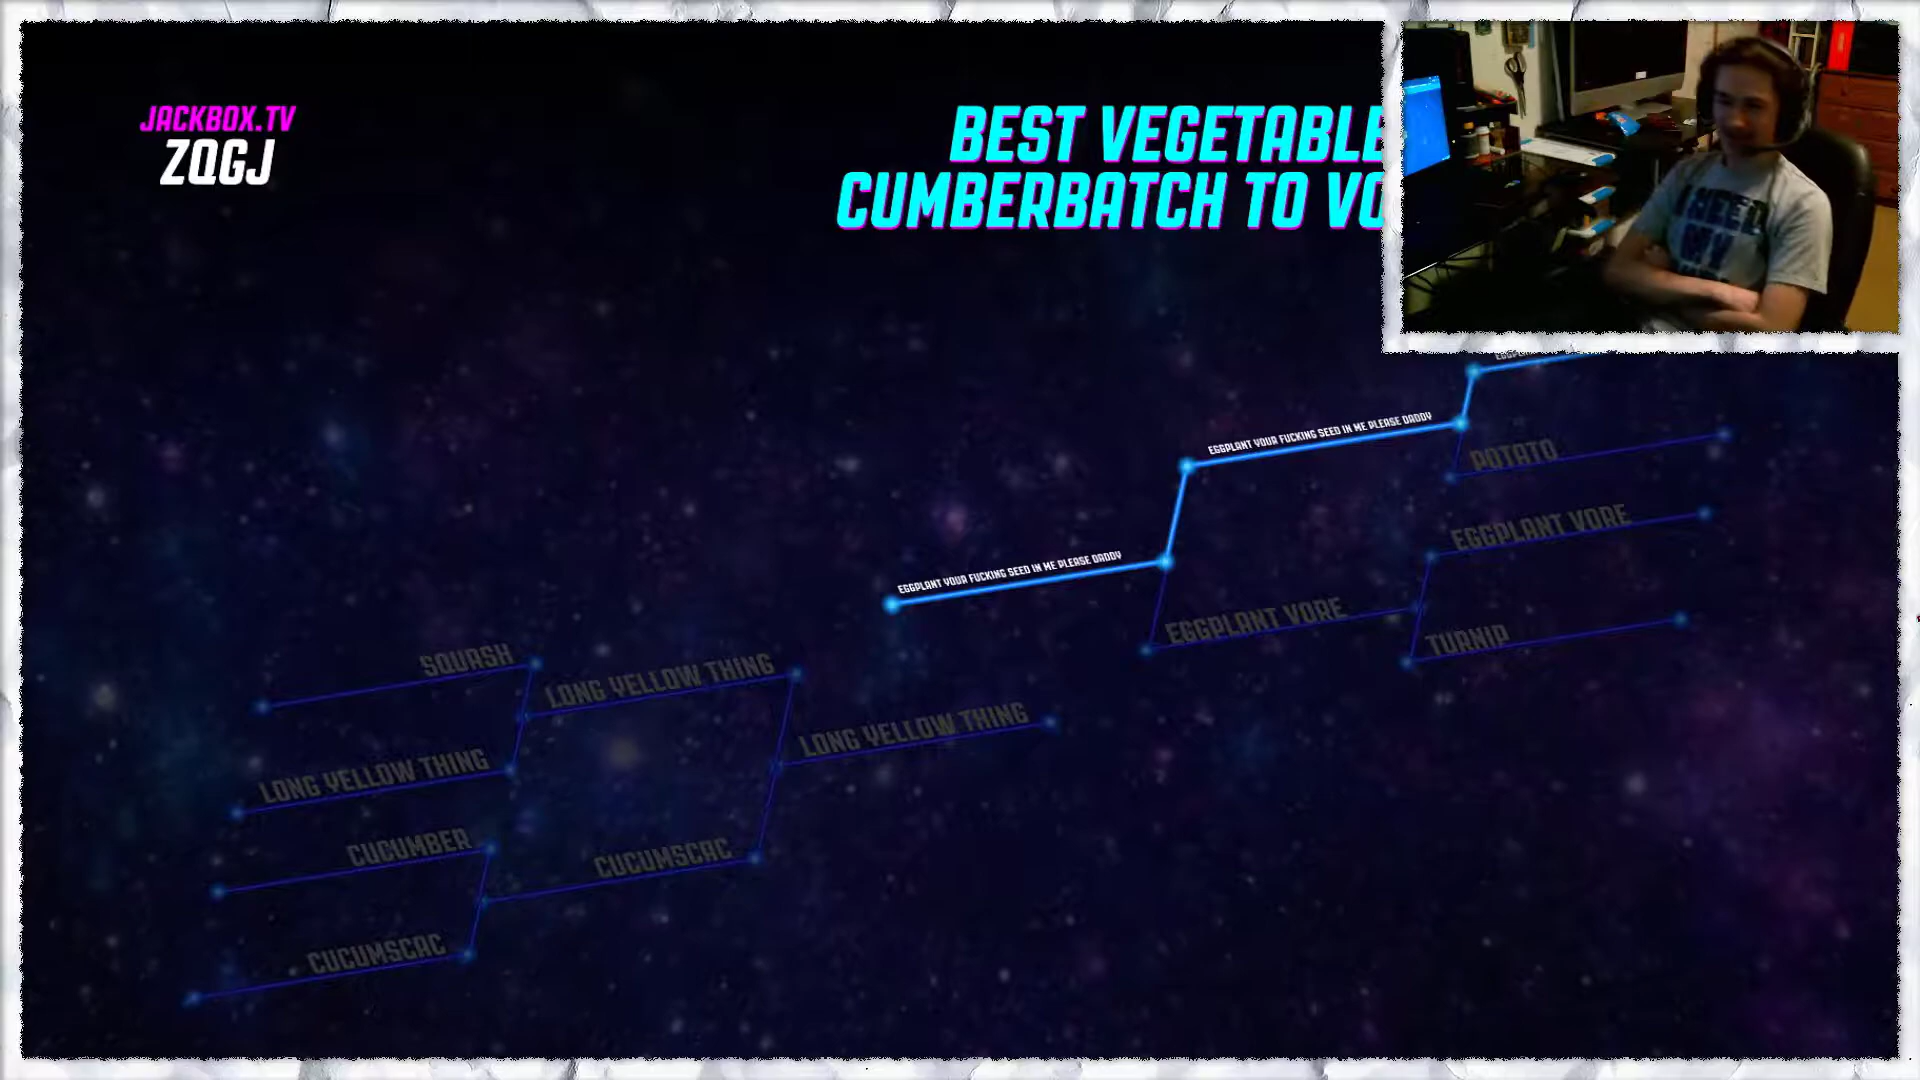 JACKBOX.TV
ZQGJ
BEST VEGETABLE
CUMBERBATCH TO VO
I NEED
MY
EGGPLANT YOUR FUCKING SEED IN ME PLEASE DADDY
POTATO
EGGPLANT VORE
EGGPLANT YOUR FUCKING SEED IN ME PLEASE DADDY
EGGPLANT VORE
TURNIP
SQUASH
LONG YELLOW THING
LONG YELLOW THING
LONG YELLOW THING
CUCUMBER
CUCUMSCAC
CUCUMSCAC